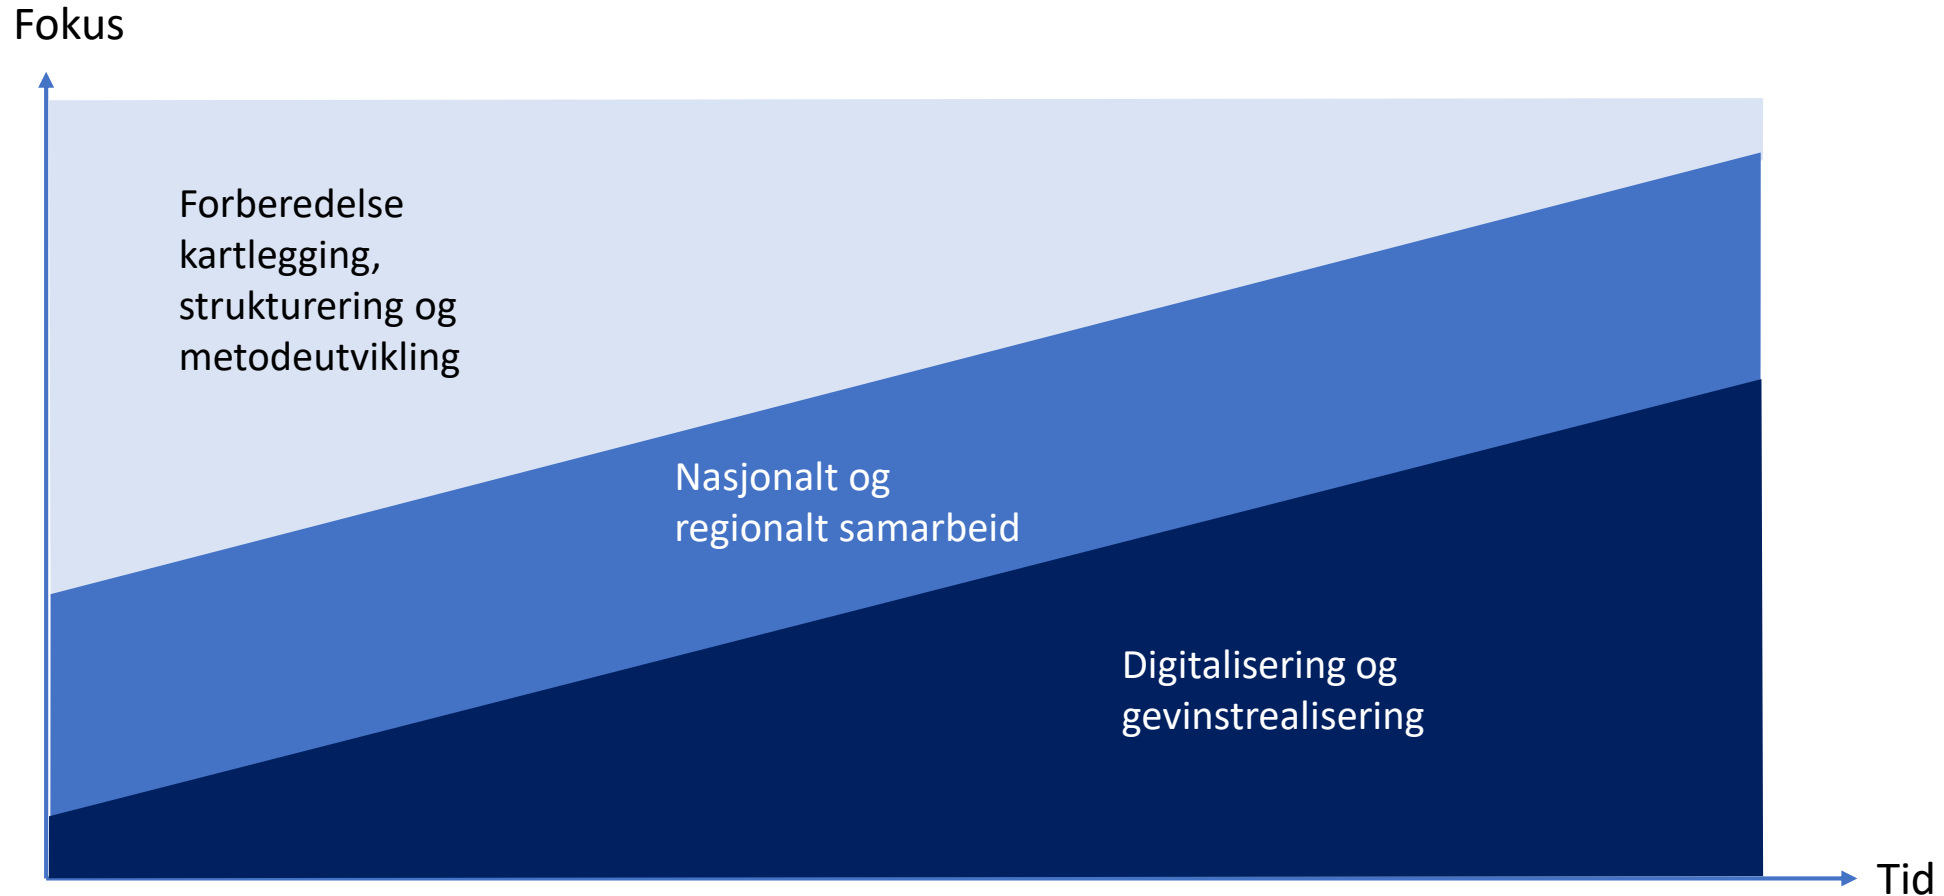 Fokus
Forberedelse
kartlegging,
strukturering og
metodeutvikling
Nasjonalt og
regionalt samarbeid
Digitalisering og
gevinstrealisering
Tid